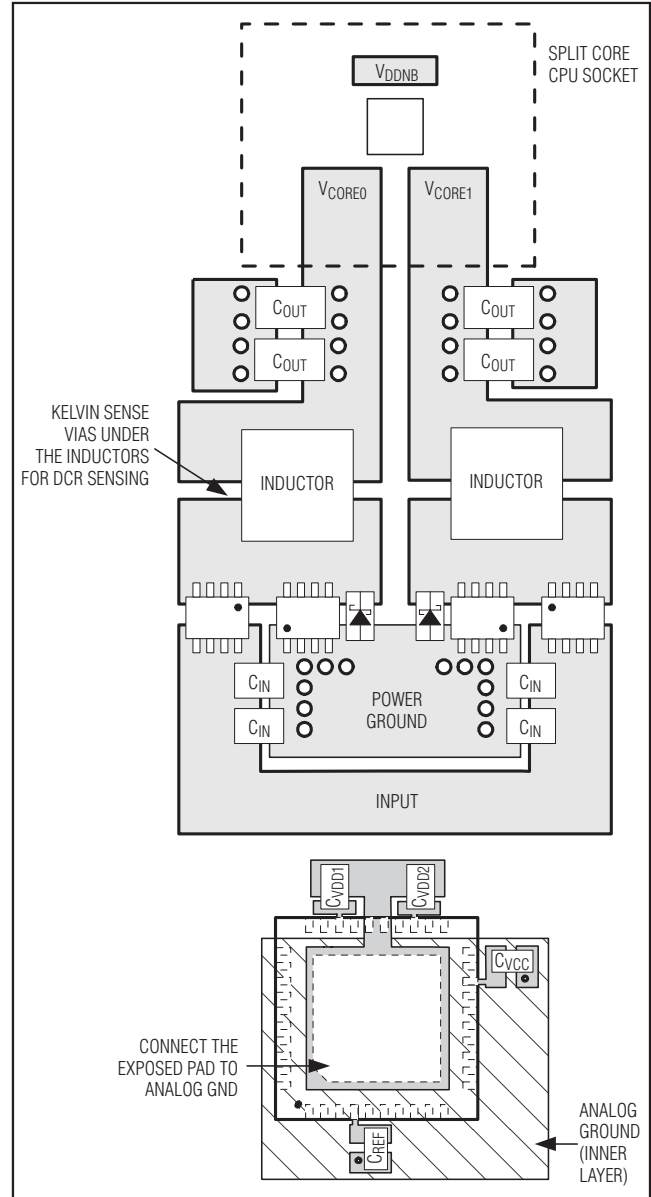 SPLIT CORE
CPU SOCKET
VDDNB
VCORE0
VCORE1
COUT
COUT
COUT
COUT
KELVIN SENSE
VIAS UNDER
THE INDUCTORS
FOR DCR SENSING
INDUCTOR
INDUCTOR
CIN
CIN
POWER
GROUND
CIN
CIN
INPUT
CVDD1
CVDD2
CVCC
CONNECT THE
EXPOSED PAD TO
ANALOG GND
CREF
ANALOG
GROUND
(INNER
LAYER)